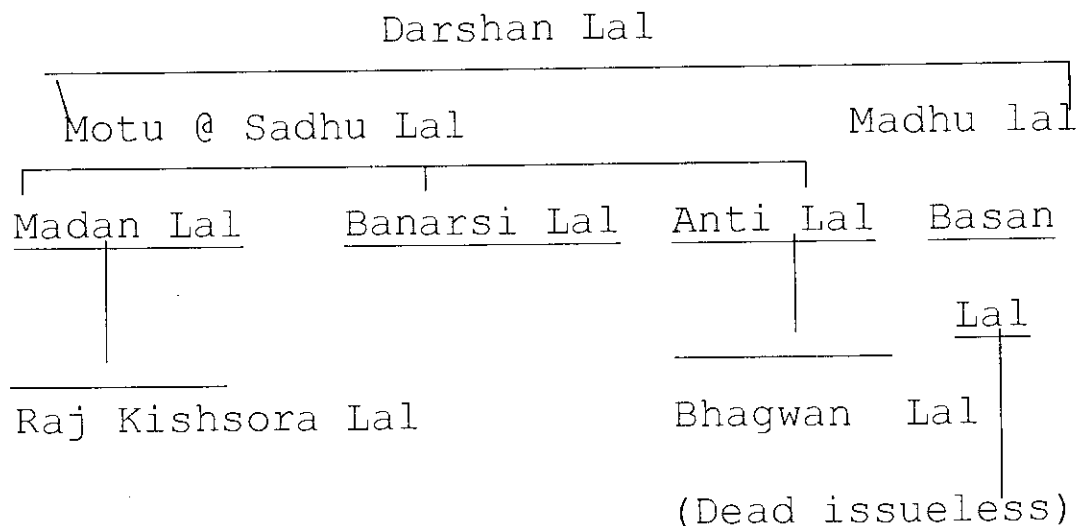 Darshan Lal
Motu @ Sadhu Lal Madhu lal
Madan Lal Banarsi Lal Anti Lal Basan
Lal
Raj Kishsora Lal Bhagwan Lal
(Dead issueless)